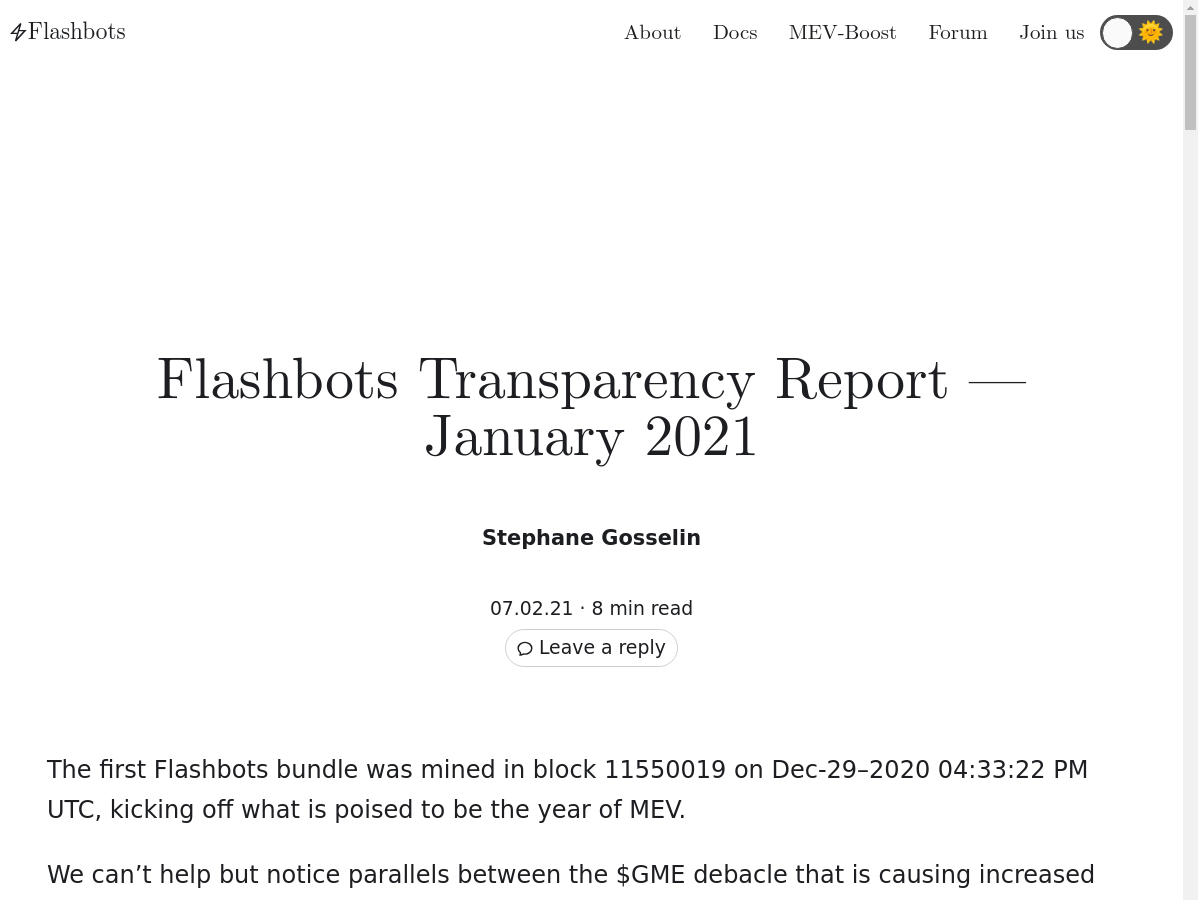 Flashbots
About Docs MEV-Boost Forum Join us
Flashbots Transparency Report —
January 2021
Stephane Gosselin
07.02.21 · 8 min read
Leave a reply
The first Flashbots bundle was mined in block 11550019 on Dec-29–2020 04:33:22 PM
UTC, kicking off what is poised to be the year of MEV.
We can’t help but notice parallels between the $GME debacle that is causing increased